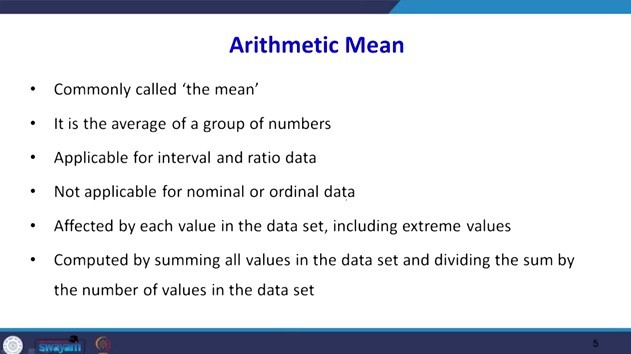 Arithmetic Mean
• Commonly called ‘the mean’
• It is the average of a group of numbers
• Applicable for interval and ratio data
• Not applicable for nominal or ordinal data
• Affected by each value in the data set, including extreme values
• Computed by summing all values in the data set and dividing the sum by
the number of values in the data set
swayam
5